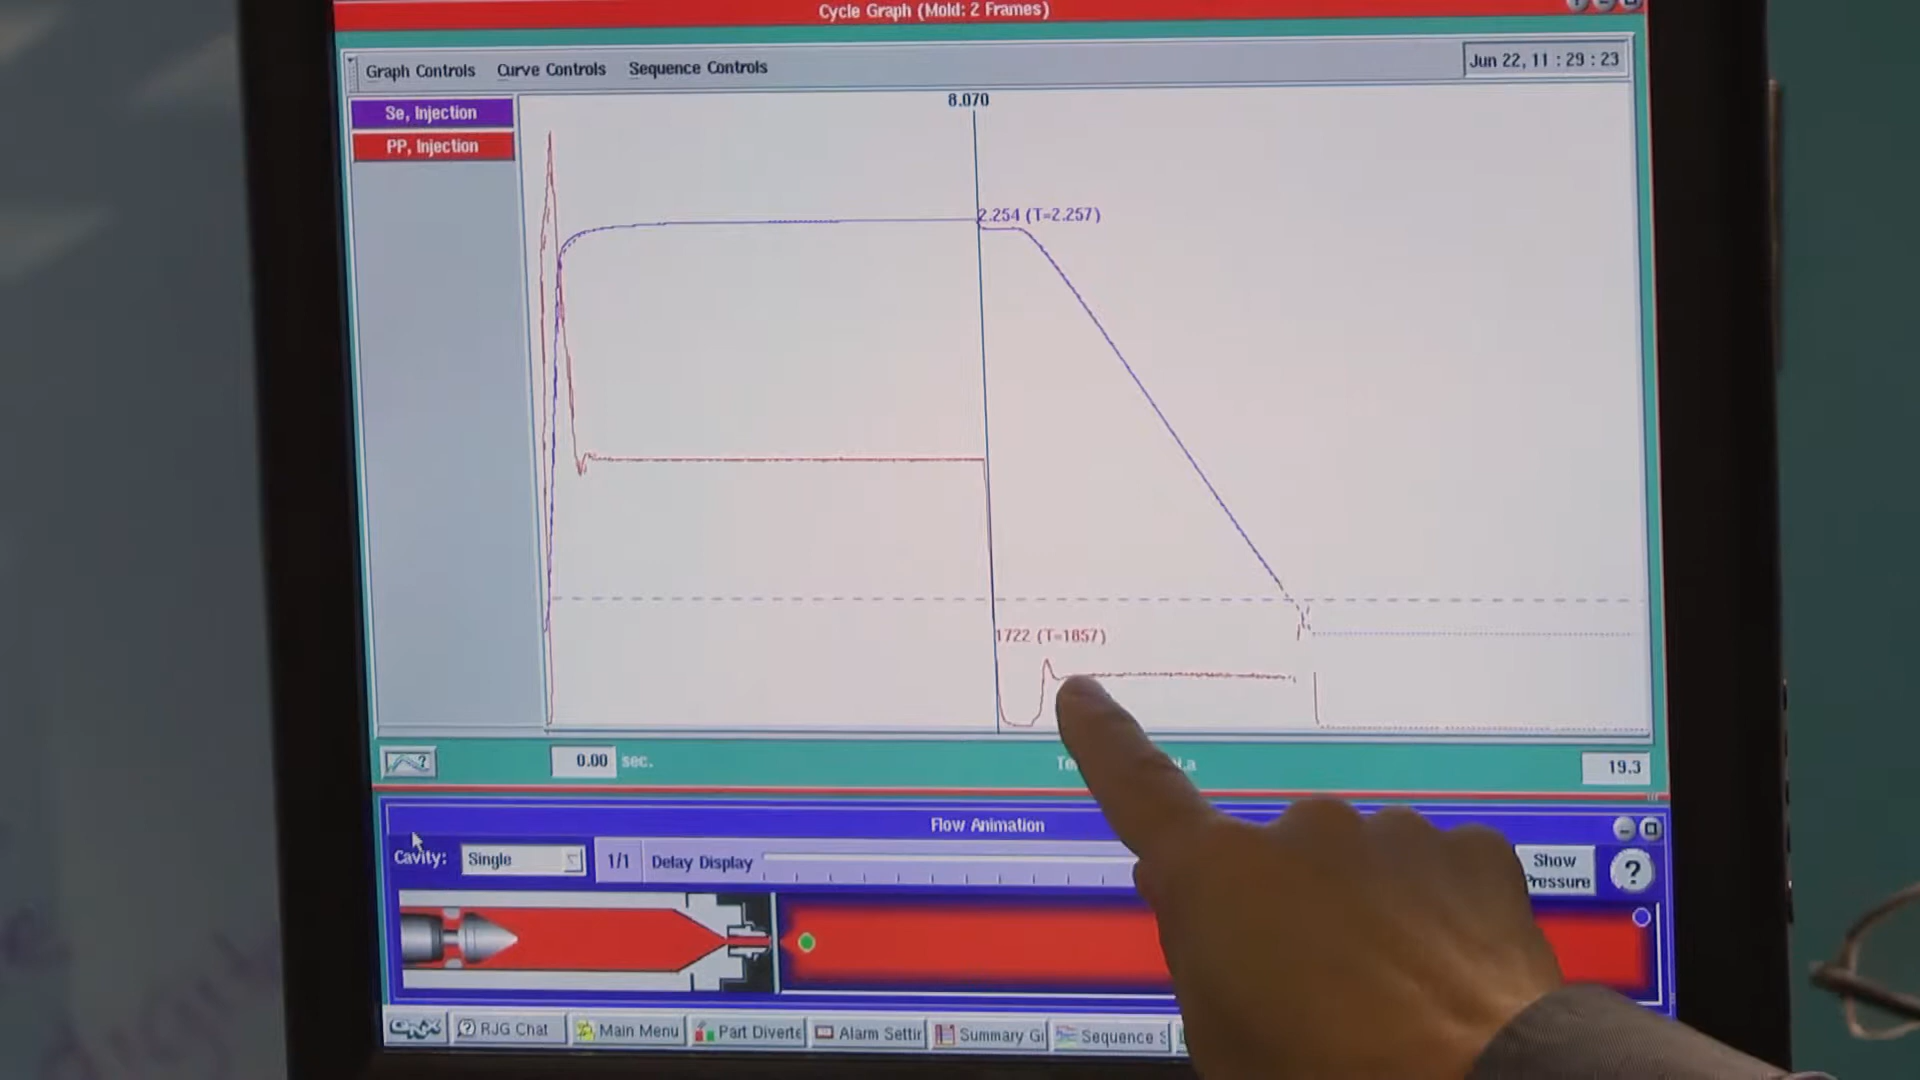 Cycle Graph (Mold: 2 Frames)
Graph Controls Curve Controls Sequence Controls
Jun 22, 11 : 29 : 23
Se, Injection
PP, Injection
8.070
2.254 (T=2.257)
1722 (T=1857)
0.00 sec.
19.3
Flow Animation
Cavity: Single 1/1 Delay Display
Show
Pressure
?
RJG Chat Main Menu Part Diverte Alarm Settir Summary Gr Sequence S